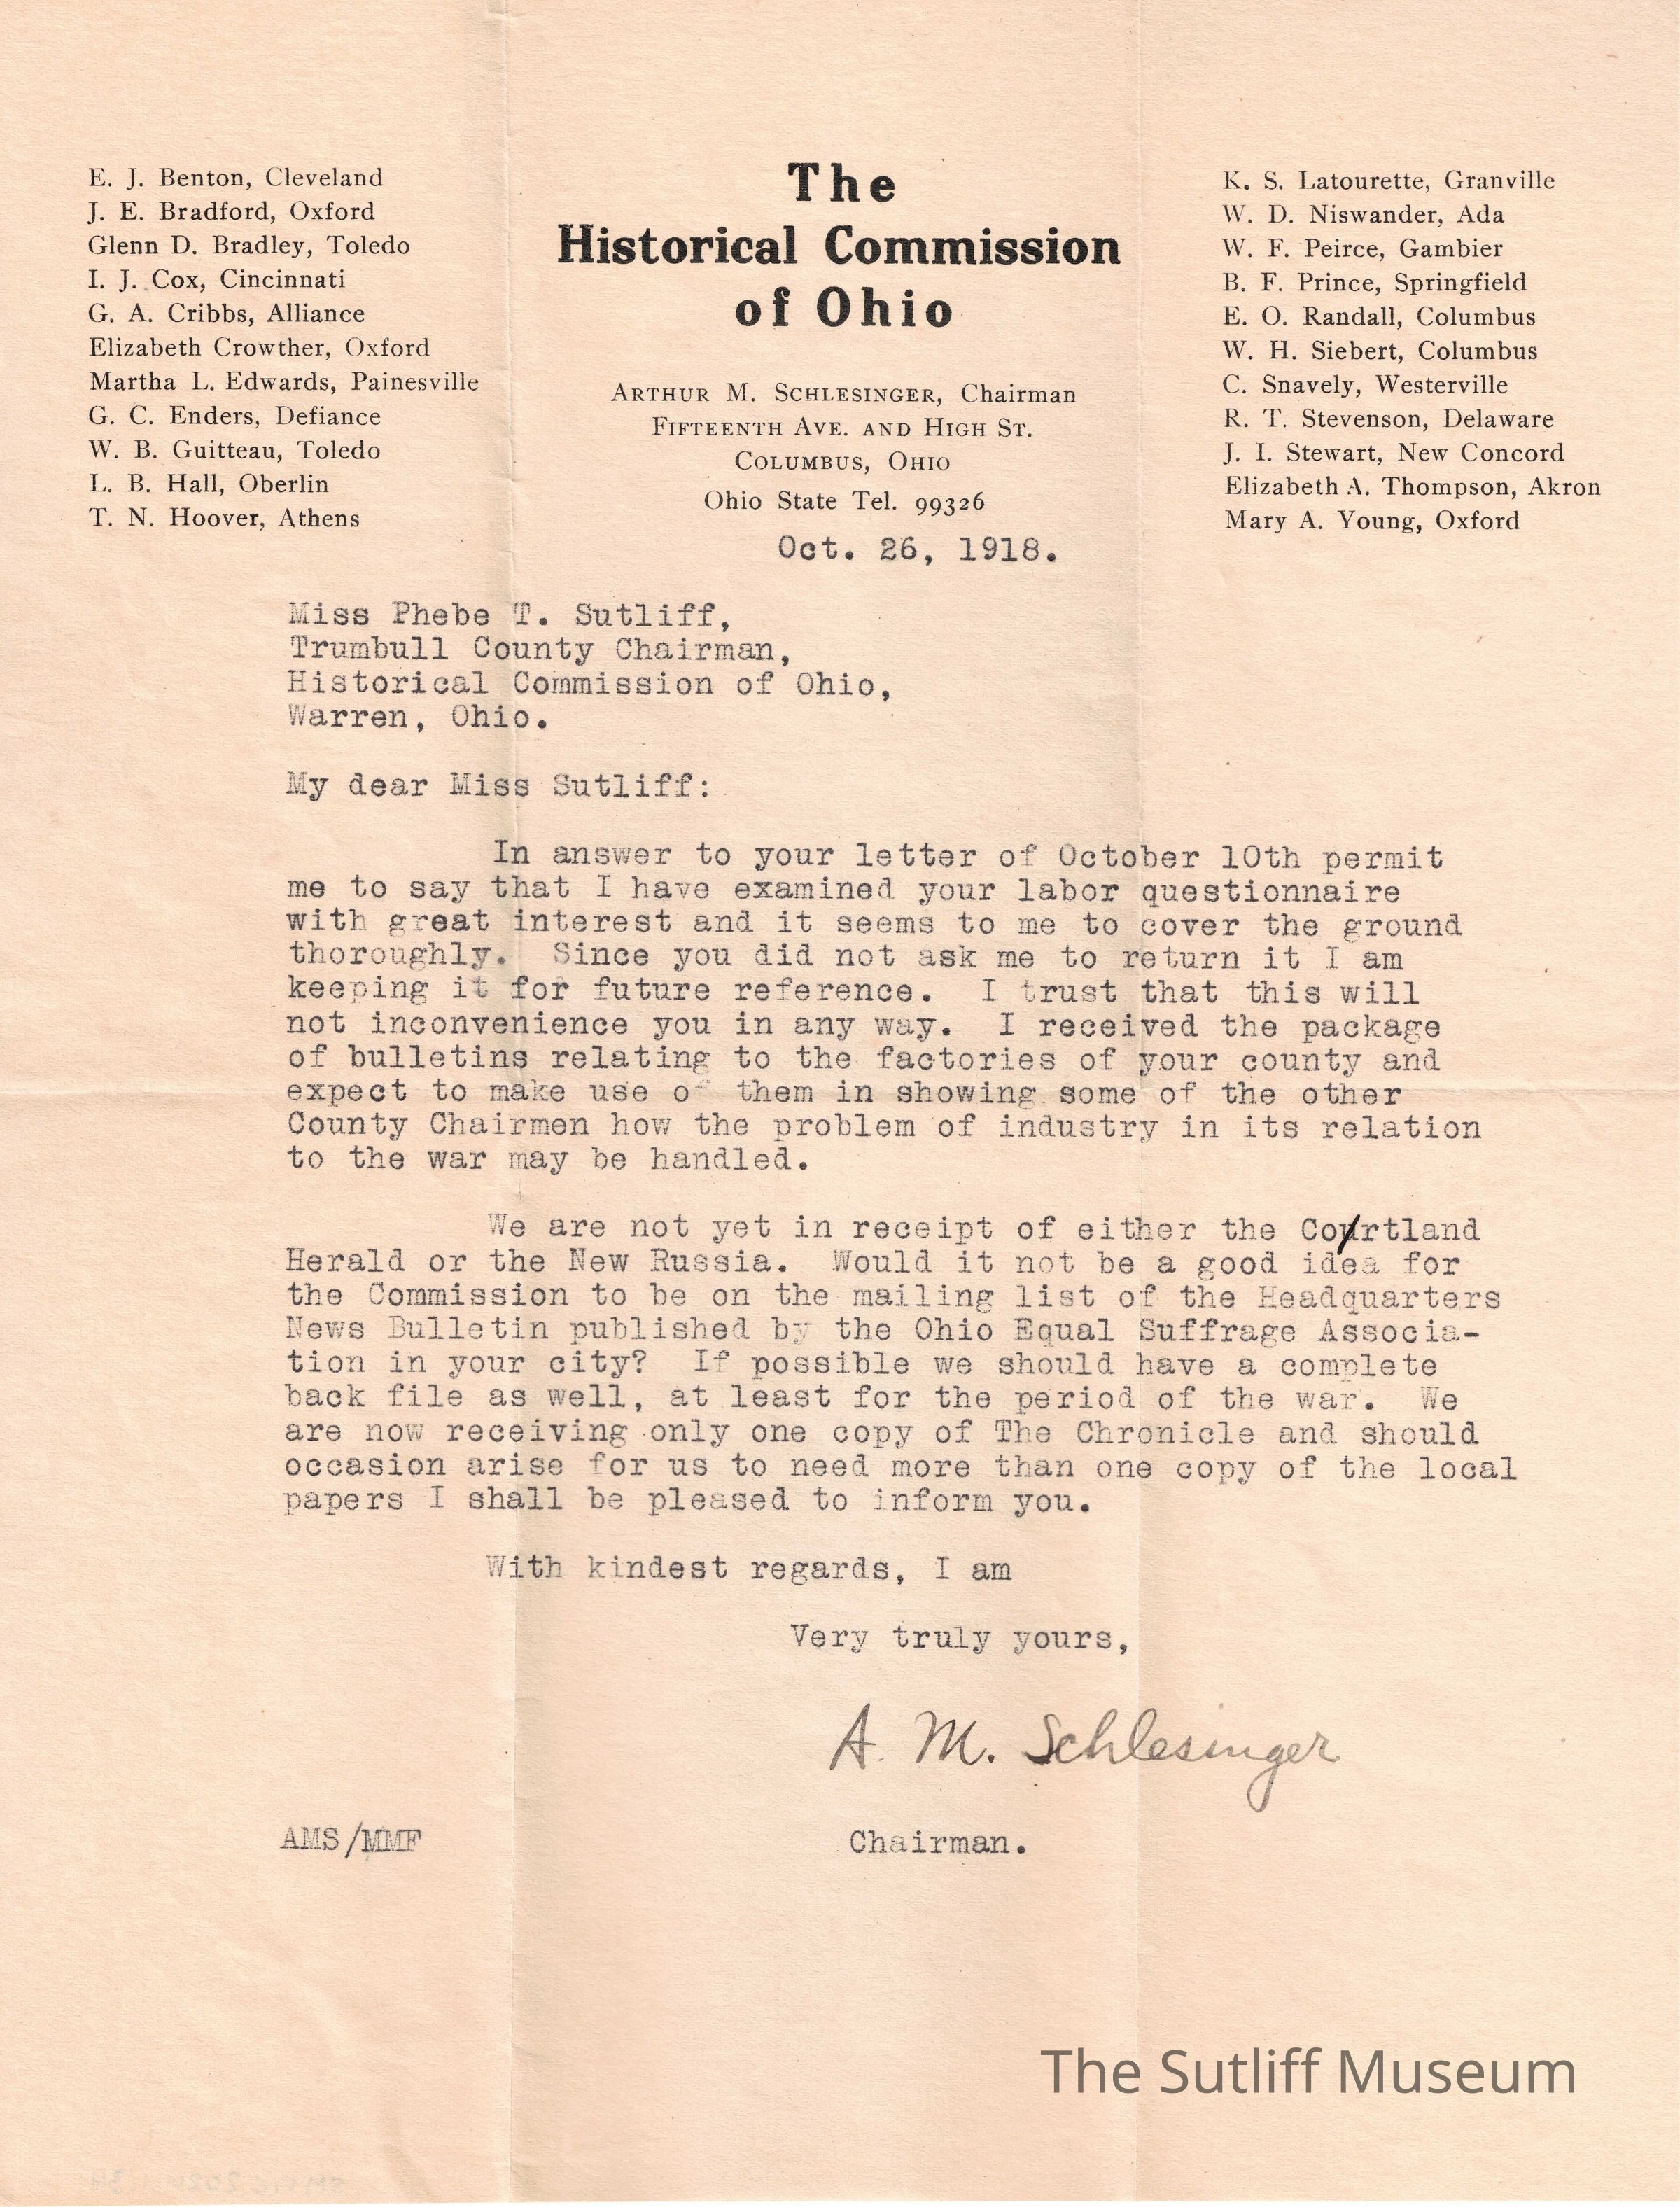 E. J. Benton, Cleveland
J. E. Bradford, Oxford
Glenn D. Bradley, Toledo
I. J. Cox, Cincinnati
G. A. Cribbs, Alliance
Elizabeth Crowther, Oxford
Martha L. Edwards, Painesville
G. C. Enders, Defiance
W. B. Guitteau, Toledo
L. B. Hall, Oberlin
T. N. Hoover, Athens
The
Historical Commission
of Ohio
ARTHUR M. SCHLESINGER, Chairman
FIFTEENTH AVE. AND HIGH ST.
COLUMBUS, OHIO
Ohio State Tel. 99326
K. S. Latourette, Granville
W. D. Niswander, Ada
W. F. Peirce, Gambier
B. F. Prince, Springfield
E. O. Randall, Columbus
W. H. Siebert, Columbus
C. Snavely, Westerville
R. T. Stevenson, Delaware
J. I. Stewart, New Concord
Elizabeth A. Thompson, Akron
Mary A. Young, Oxford
Oct. 26, 1918.
Miss Phebe T. Sutliff,
Trumbull County Chairman,
Historical Commission of Ohio,
Warren, Ohio.
My dear Miss Sutliff:
In answer to your letter of October 10th permit
me to say that I have examined your labor questionnaire
with great interest and it seems to me to cover the ground
thoroughly. Since you did not ask me to return it I am
keeping it for future reference. I trust that this will
not inconvenience you in any way. I received the package
of bulletins relating to the factories of your county and
expect to make use of them in showing some of the other
County Chairmen how the problem of industry in its relation
to the war may be handled.
We are not yet in receipt of either the Cortland
Herald or the New Russia. Would it not be a good idea for
the Commission to be on the mailing list of the Headquarters
News Bulletin published by the Ohio Equal Suffrage Associa-
tion in your city? If possible we should have a complete
back file as well, at least for the period of the war. We
are now receiving only one copy of The Chronicle and should
occasion arise for us to need more than one copy of the local
papers I shall be pleased to inform you.
With kindest regards, I am
Very truly yours,
A. M. Schlesinger
AMS/MMF Chairman.
The Sutliff Museum